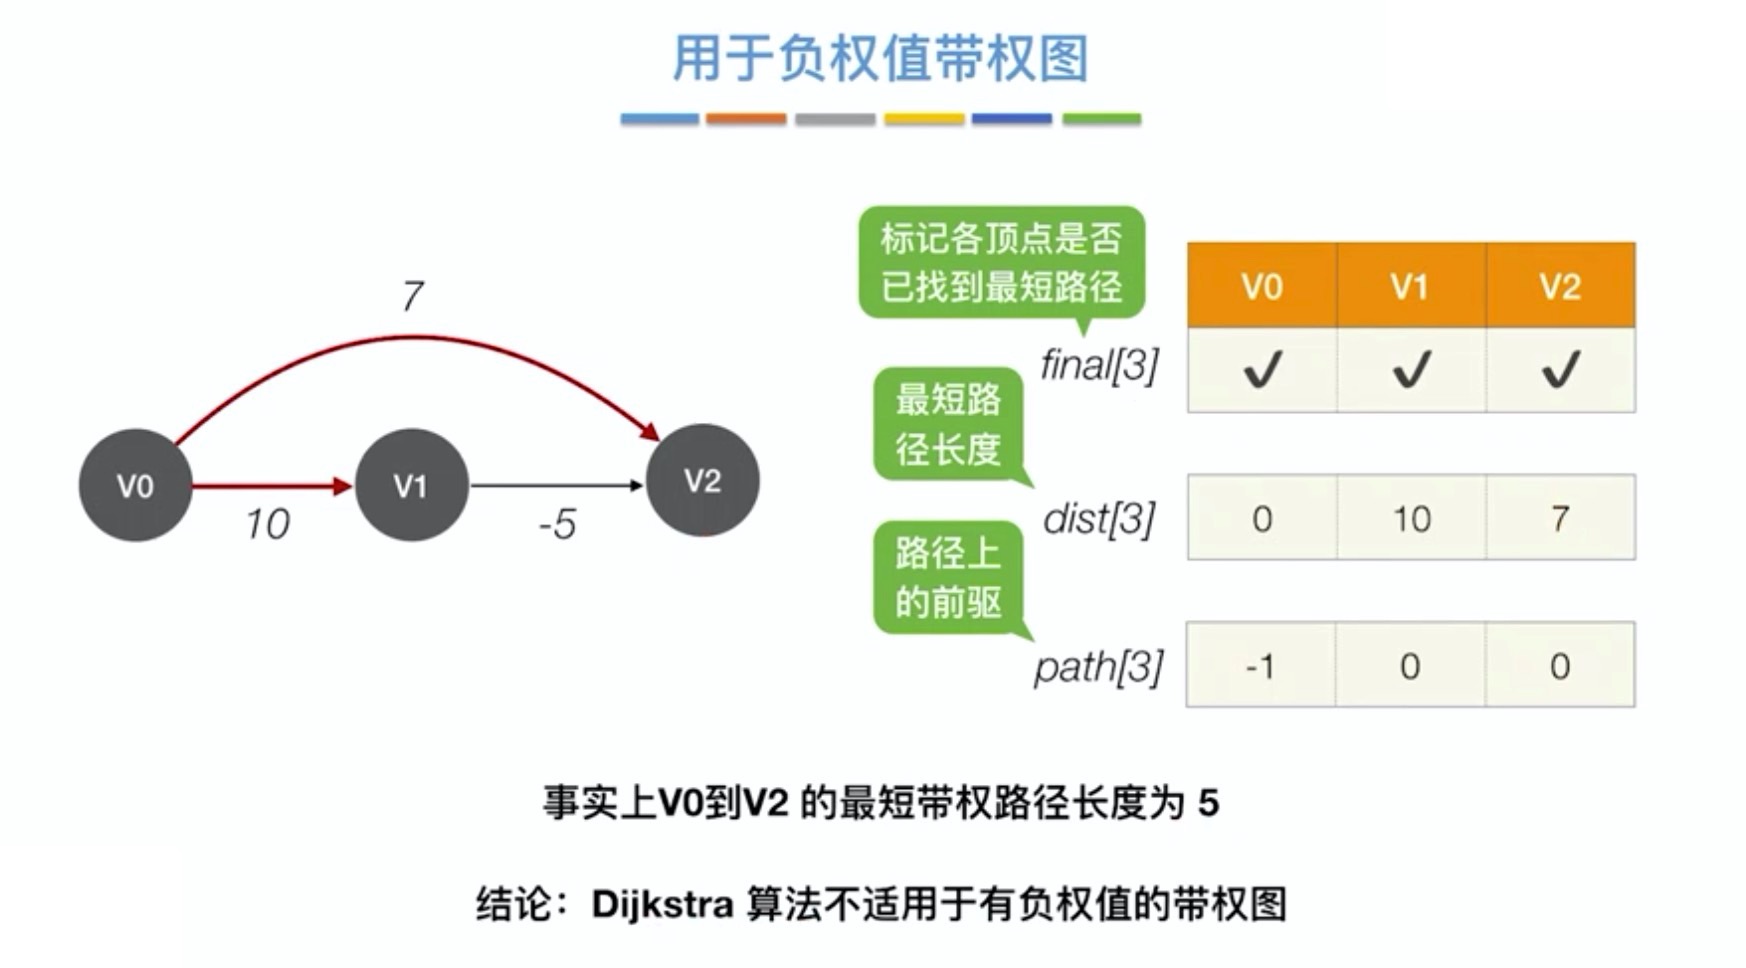 用于负权值带权图
7
V0
V1
V2
10
-5
标记各顶点是否
已找到最短路径
V0 V1 V2
final[3] ✓ ✓ ✓
最短路
径长度
dist[3] 0 10 7
路径上
的前驱
path[3] -1 0 0
事实上V0到V2 的最短带权路径长度为 5
结论：Dijkstra 算法不适用于有负权值的带权图